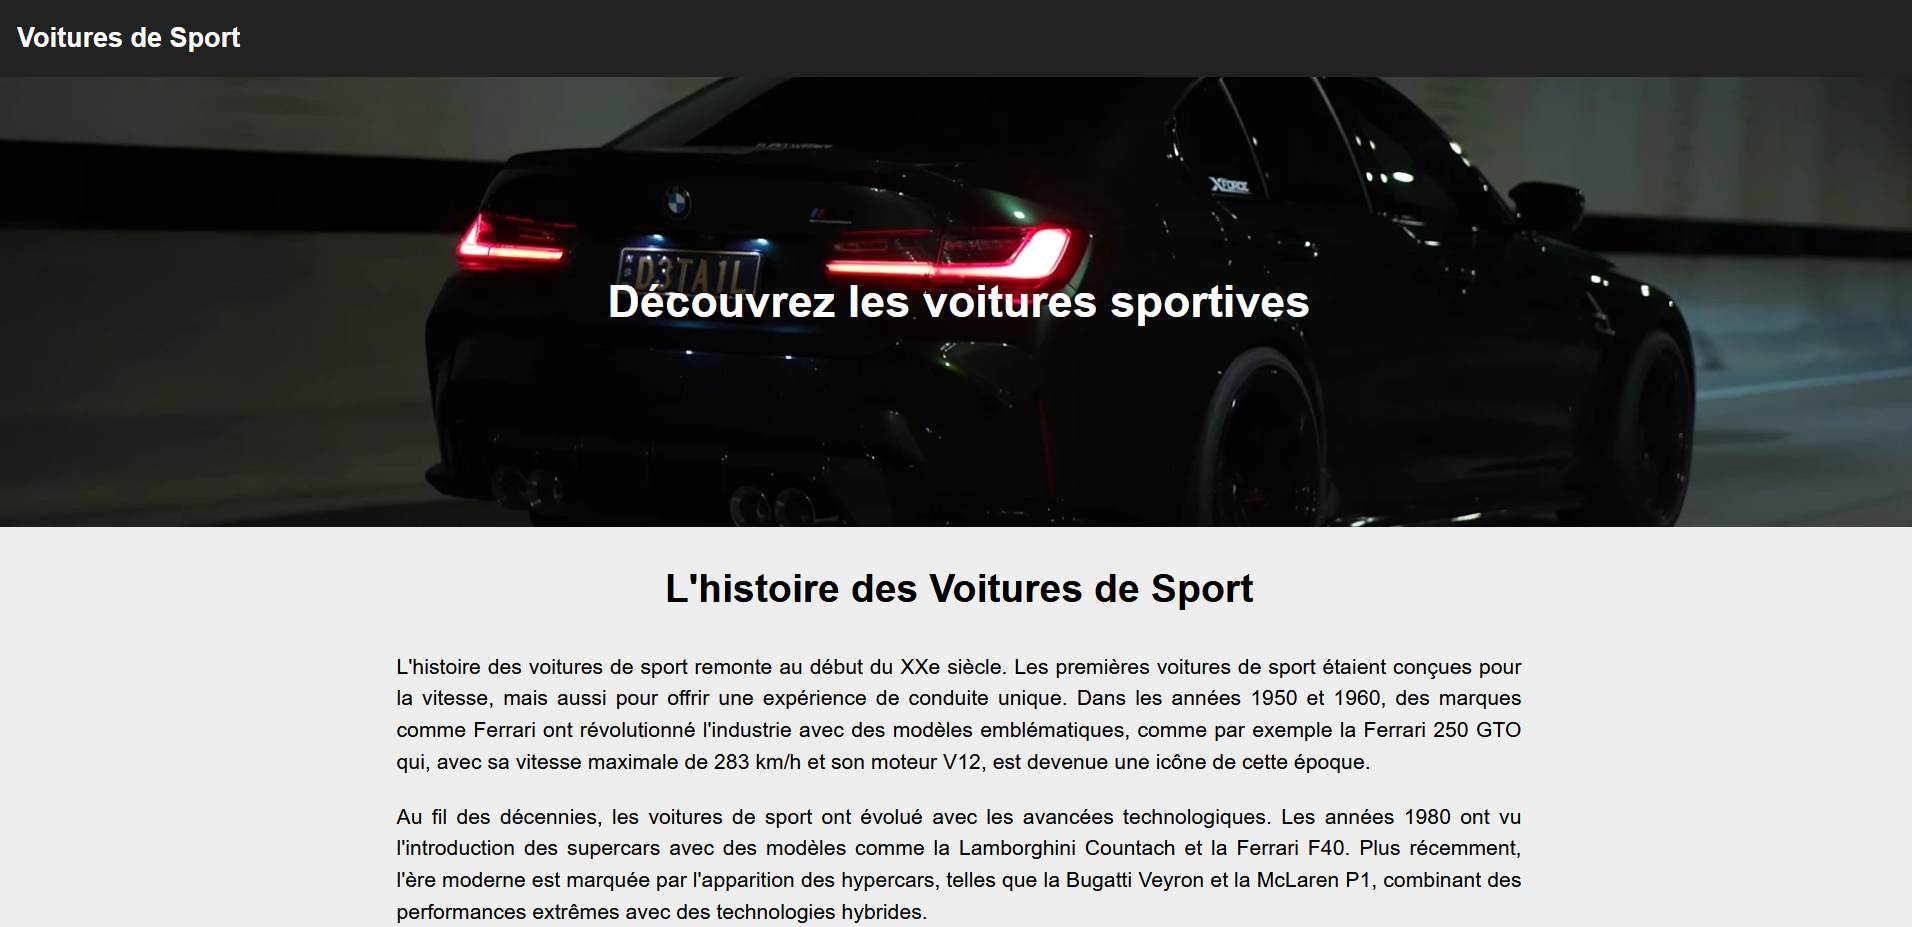 Voitures de Sport
XFORCE
D3TA1L
Découvrez les voitures sportives
L'histoire des Voitures de Sport
L'histoire des voitures de sport remonte au début du XXe siècle. Les premières voitures de sport étaient conçues pour
la vitesse, mais aussi pour offrir une expérience de conduite unique. Dans les années 1950 et 1960, des marques
comme Ferrari ont révolutionné l'industrie avec des modèles emblématiques, comme par exemple la Ferrari 250 GTO
qui, avec sa vitesse maximale de 283 km/h et son moteur V12, est devenue une icône de cette époque.
Au fil des décennies, les voitures de sport ont évolué avec les avancées technologiques. Les années 1980 ont vu
l'introduction des supercars avec des modèles comme la Lamborghini Countach et la Ferrari F40. Plus récemment,
l'ère moderne est marquée par l'apparition des hypercars, telles que la Bugatti Veyron et la McLaren P1, combinant des
performances extrêmes avec des technologies hybrides.